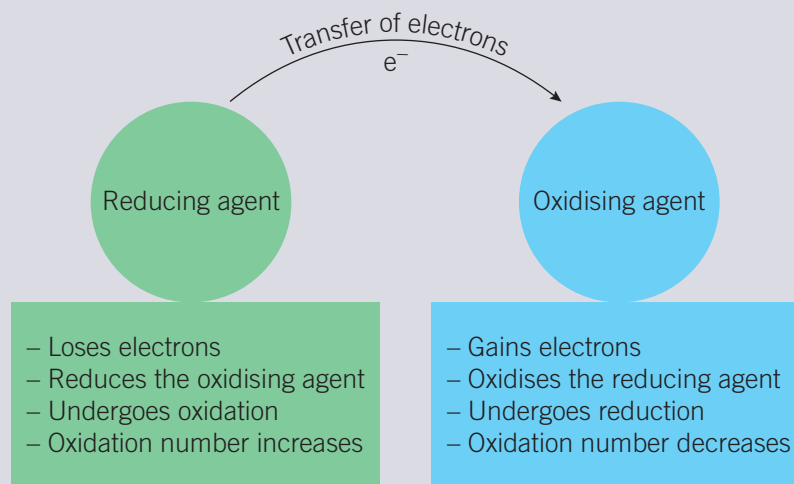 Transfer of electrons
e⁻
Reducing agent
Oxidising agent
– Loses electrons
– Reduces the oxidising agent
– Undergoes oxidation
– Oxidation number increases
– Gains electrons
– Oxidises the reducing agent
– Undergoes reduction
– Oxidation number decreases